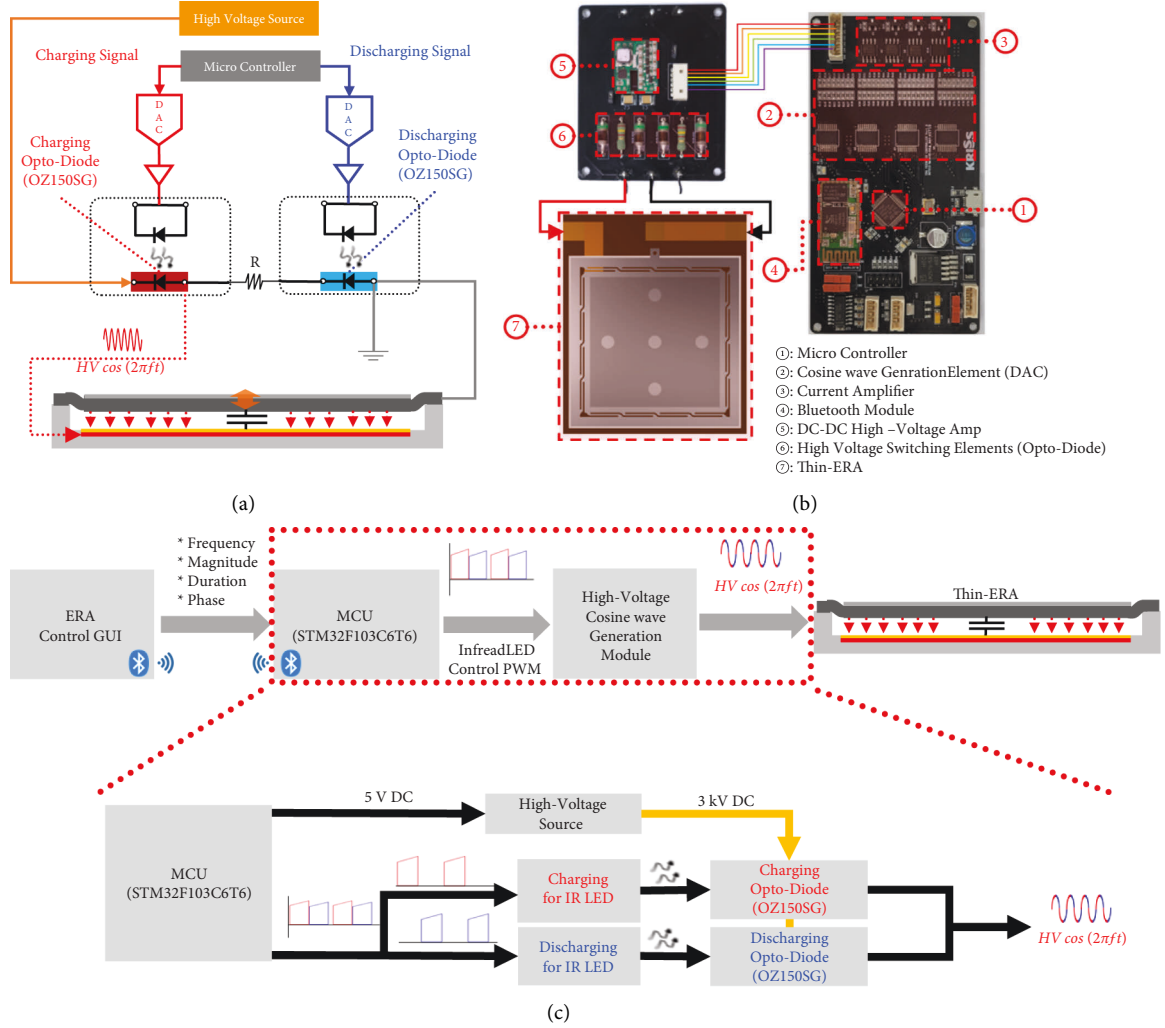 High Voltage Source
Charging Signal
Discharging Signal
Micro Controller
D
A
C
D
A
C
Charging
Opto-Diode
(OZ150SG)
Discharging
Opto-Diode
(OZ150SG)
R
HV cos (2πft)
(a)
5
6
7
3
2
KRISS
1
4
①: Micro Controller
②: Cosine wave GenrationElement (DAC)
③: Current Amplifier
④: Bluetooth Module
⑤: DC-DC High –Voltage Amp
⑥: High Voltage Switching Elements (Opto-Diode)
⑦: Thin-ERA
(b)
* Frequency
* Magnitude
* Duration
* Phase
ERA
Control GUI
MCU
(STM32F103C6T6)
InfreadLED
Control PWM
High-Voltage
Cosine wave
Generation
Module
HV cos (2πft)
Thin-ERA
MCU
(STM32F103C6T6)
5 V DC
High-Voltage
Source
3 kV DC
Charging
for IR LED
Charging
Opto-Diode
(OZ150SG)
Discharging
for IR LED
Discharging
Opto-Diode
(OZ150SG)
HV cos (2πft)
(c)